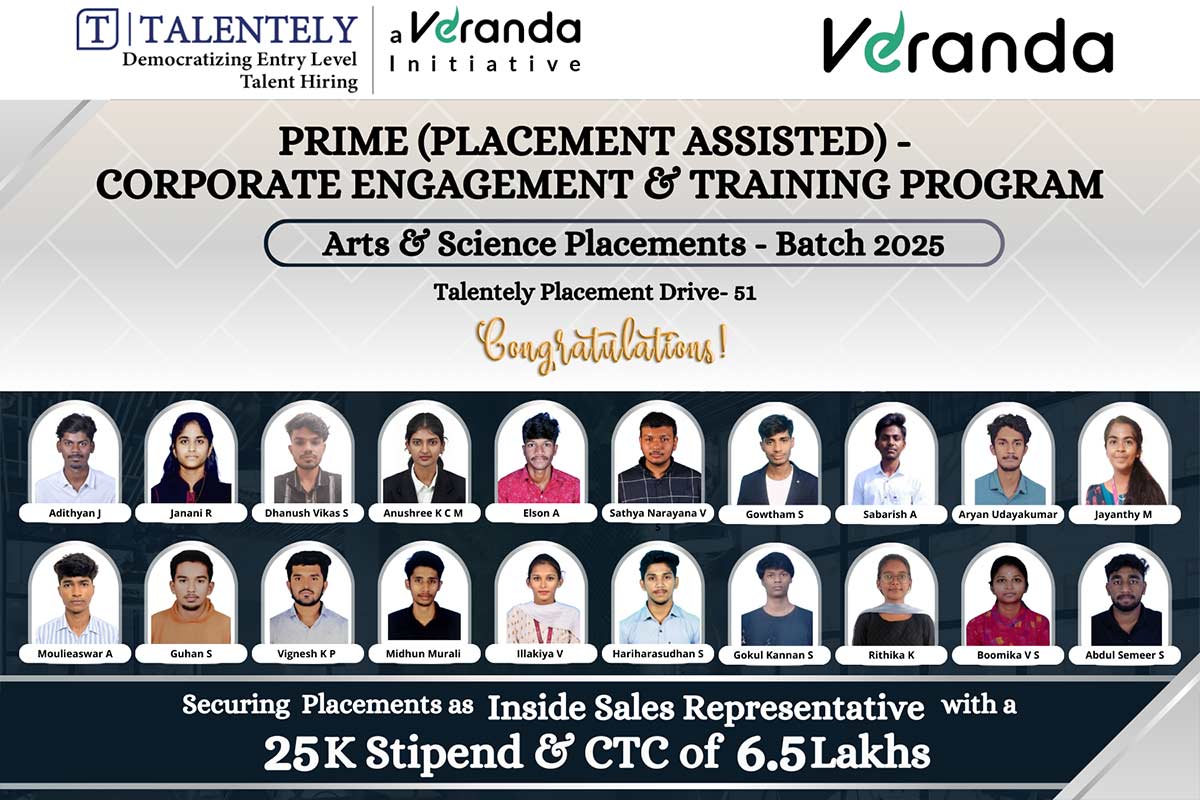 T | TALENTELY
Democratizing Entry Level
Talent Hiring
a Veranda
Initiative
Veranda
PRIME (PLACEMENT ASSISTED) -
CORPORATE ENGAGEMENT & TRAINING PROGRAM
Arts & Science Placements - Batch 2025
Talentely Placement Drive- 51
Congratulations!
Adithyan J
Janani R
Dhanush Vikas S
Anushree K C M
Elson A
Sathya Narayana V
S
Gowtham S
Sabarish A
Aryan Udayakumar
Jayanthy M
Moulieaswar A
Guhan S
Vignesh K P
Midhun Murali
Illakiya V
Hariharasudhan S
Gokul Kannan S
Rithika K
Boomika V S
Abdul Semeer S
Securing Placements as Inside Sales Representative with a
25K Stipend & CTC of 6.5 Lakhs